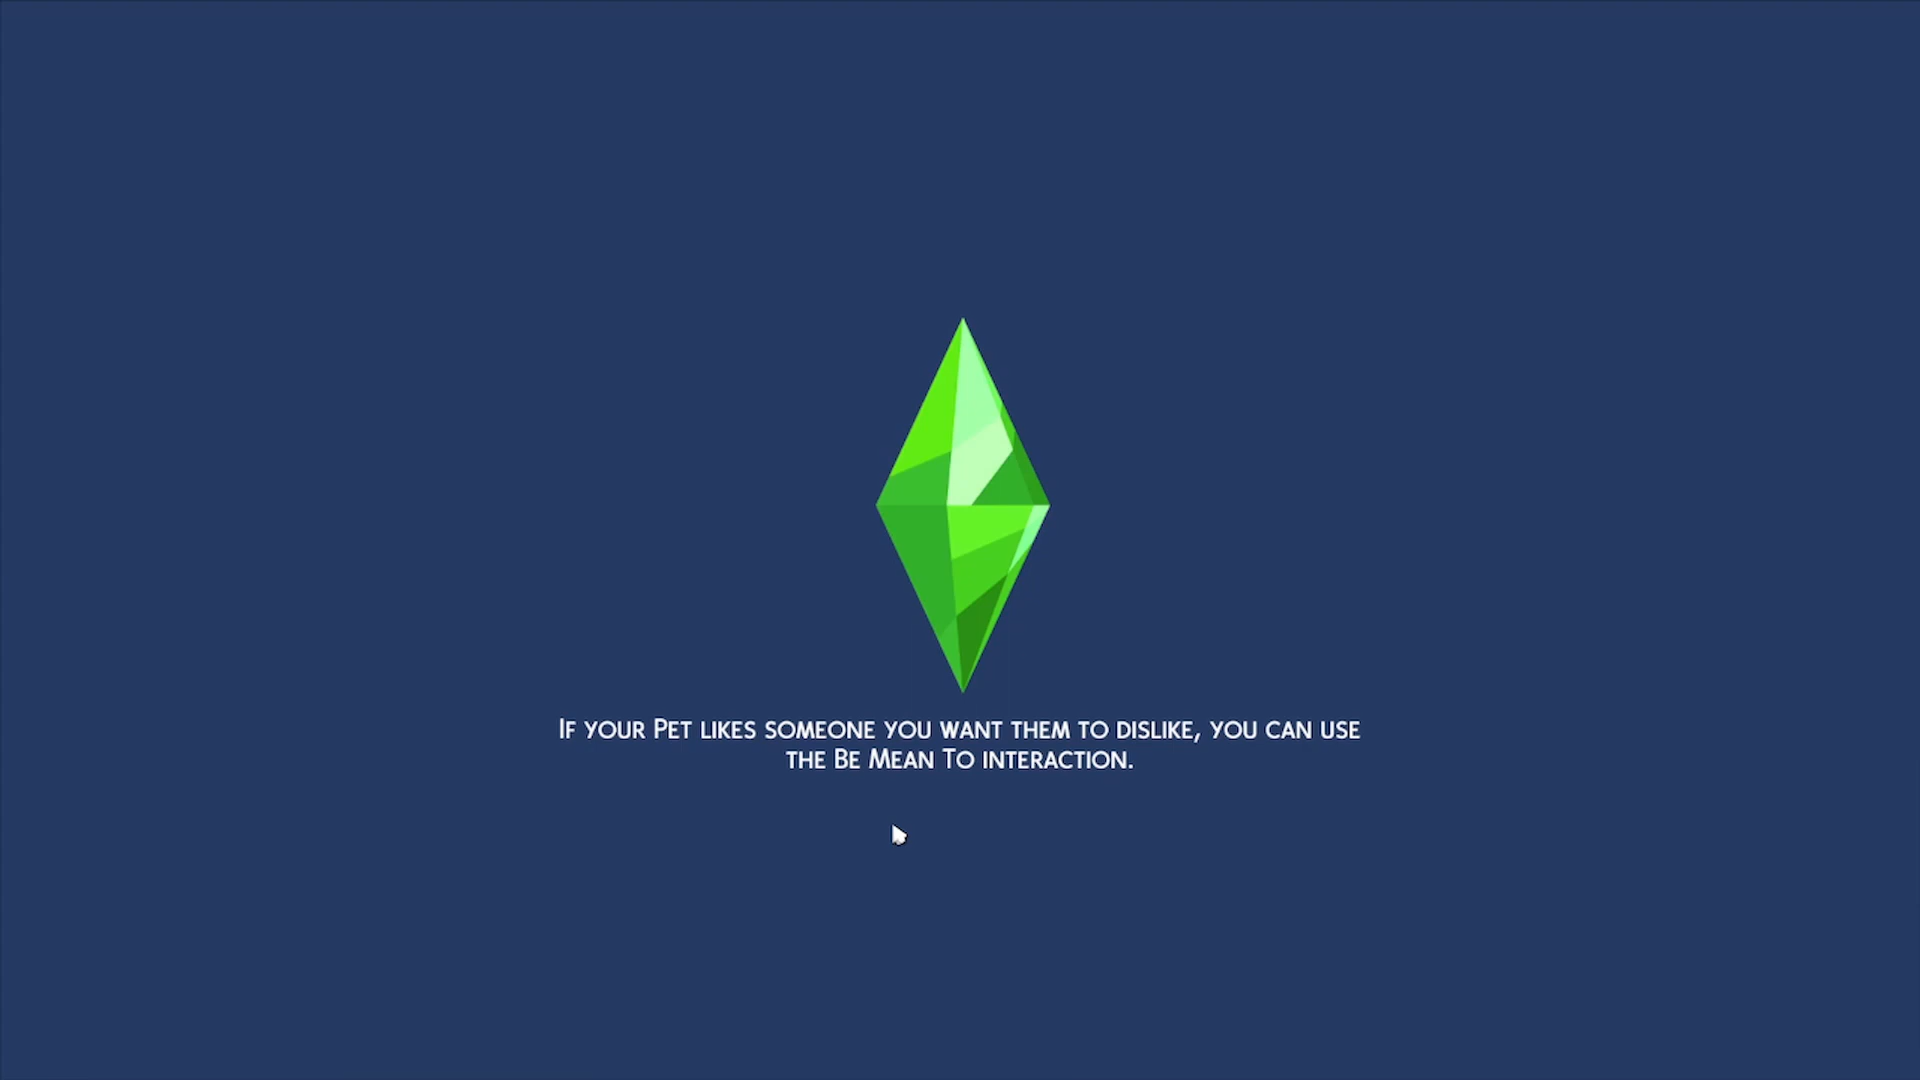 If your Pet likes someone you want them to dislike, you can use
the Be Mean To interaction.